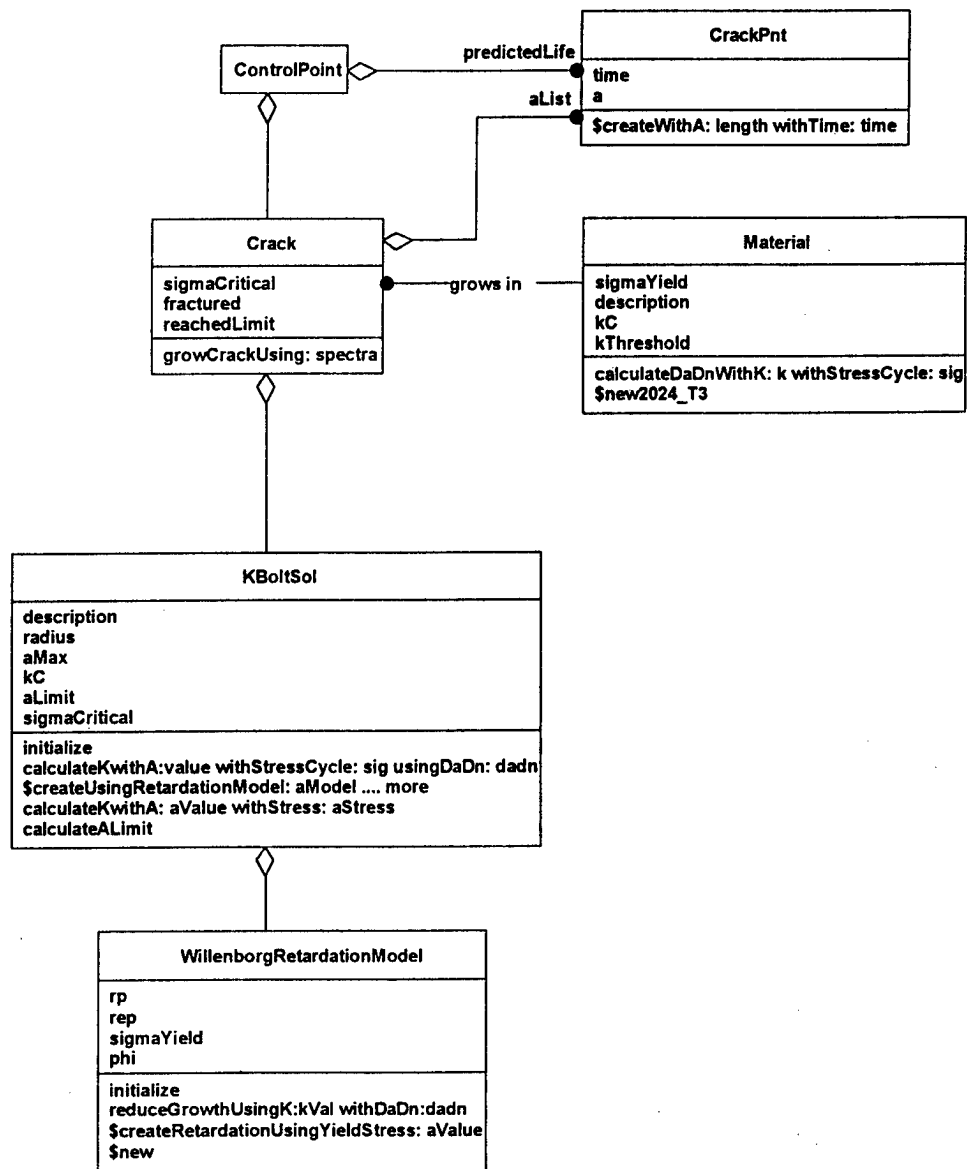 ControlPoint
predictedLife
aList
CrackPnt
time
a
$createWithA: length withTime: time
Crack
sigmaCritical
fractured
reachedLimit
growCrackUsing: spectra
grows in
Material
sigmaYield
description
kC
kThreshold
calculateDaDnWithK: k withStressCycle: sig
$new2024_T3
KBoltSol
description
radius
aMax
kC
aLimit
sigmaCritical
initialize
calculateKwithA:value withStressCycle: sig usingDaDn: dadn
$createUsingRetardationModel: aModel .... more
calculateKwithA: aValue withStress: aStress
calculateALimit
WillenborgRetardationModel
rp
rep
sigmaYield
phi
initialize
reduceGrowthUsingK:kVal withDaDn:dadn
$createRetardationUsingYieldStress: aValue
$new